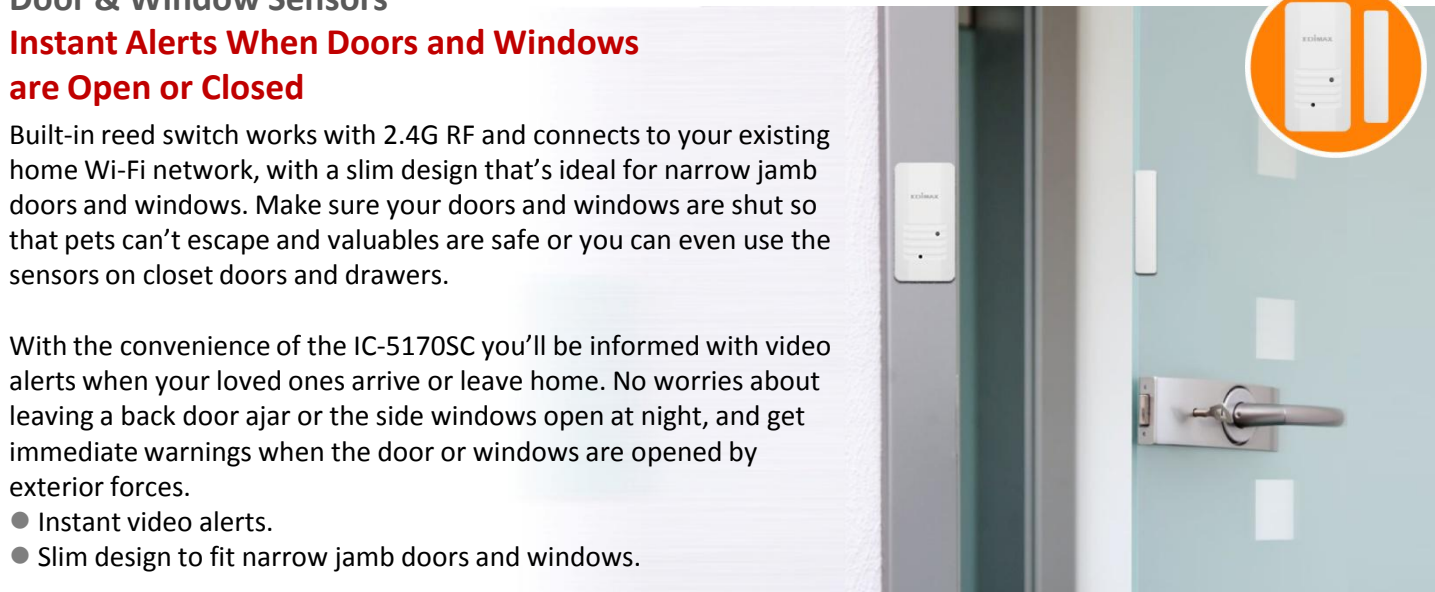 Door & Window Sensors
Instant Alerts When Doors and Windows
are Open or Closed
Built-in reed switch works with 2.4G RF and connects to your existing
home Wi-Fi network, with a slim design that’s ideal for narrow jamb
doors and windows. Make sure your doors and windows are shut so
that pets can’t escape and valuables are safe or you can even use the
sensors on closet doors and drawers.
With the convenience of the IC-5170SC you’ll be informed with video
alerts when your loved ones arrive or leave home. No worries about
leaving a back door ajar or the side windows open at night, and get
immediate warnings when the door or windows are opened by
exterior forces.
● Instant video alerts.
● Slim design to fit narrow jamb doors and windows.
EDIMAX
EDIMAX